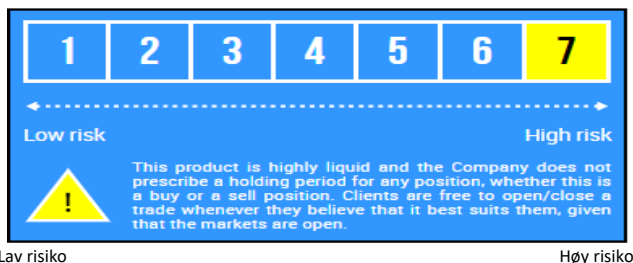 1 2 3 4 5 6 7
Low risk High risk
!
This product is highly liquid and the Company does not
prescribe a holding period for any position, whether this is
a buy or a sell position. Clients are free to open/close a
trade whenever they believe that it best suits them, given
that the markets are open.
Lav risiko Høy risiko